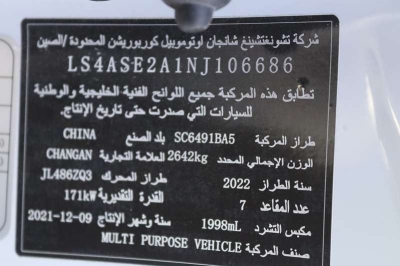 شركة تشونغتشينغ شانجان اوتوموبيل كوربوريشن المحدودة/الصين
LS4ASE2A1NJ106686
تطابق هذه المركبة جميع اللوائح الفنية الخليجية والوطنية
للسيارات التي صدرت حتى تاريخ الإنتاج.
طراز المركبة SC6491BA5 بلد الصنع CHINA
الوزن الإجمالي المحدد 2642kg العلامة التجارية CHANGAN
سنة الطراز 2022 طراز المحرك JL486ZQ3
عدد المقاعد 7 القدرة التقديرية 171kW
مكبس التشرد 1998mL سنة وشهر الإنتاج 2021-12-09
صنف المركبة MULTI PURPOSE VEHICLE